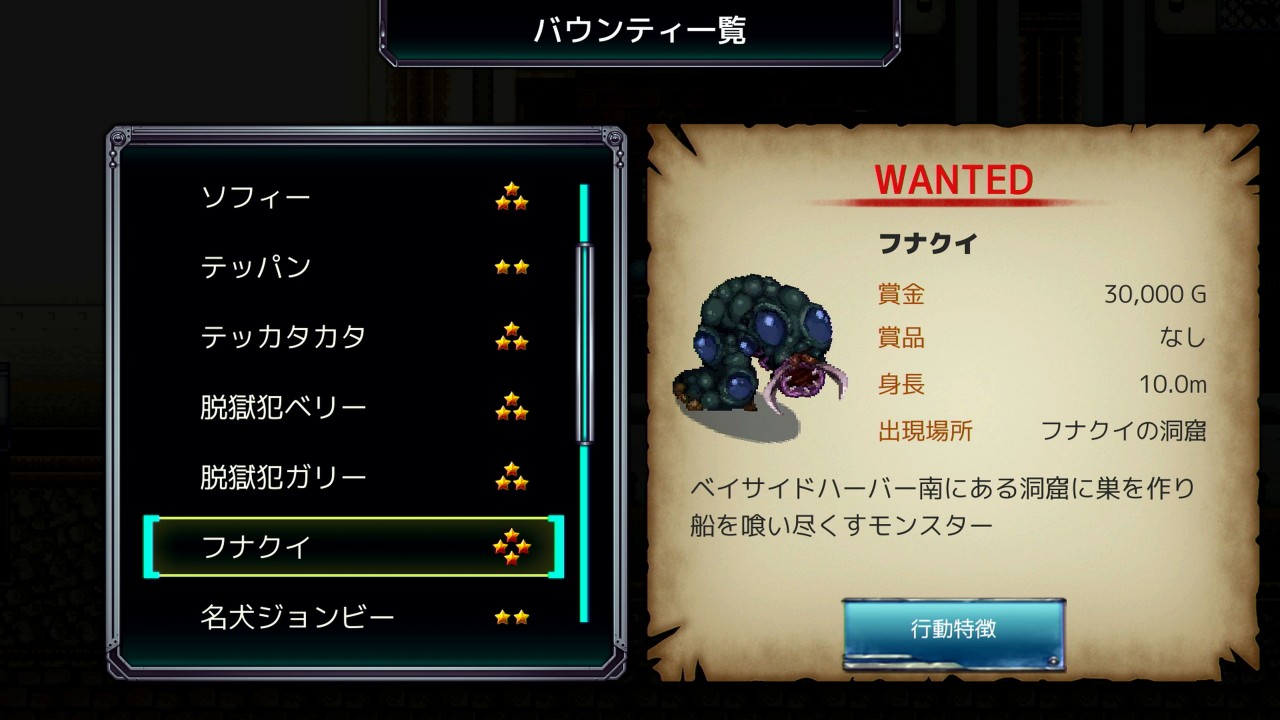 バウンティ一覧
ソフィー
テッパン
テッカタカタ
脱獄犯ベリー
脱獄犯ガリー
フナクイ
名犬ジョンビー
WANTED
フナクイ
賞金 30,000 G
賞品 なし
身長 10.0m
出現場所 フナクイの洞窟
ベイサイドハーバー南にある洞窟に巣を作り
船を喰い尽くすモンスター
行動特徴